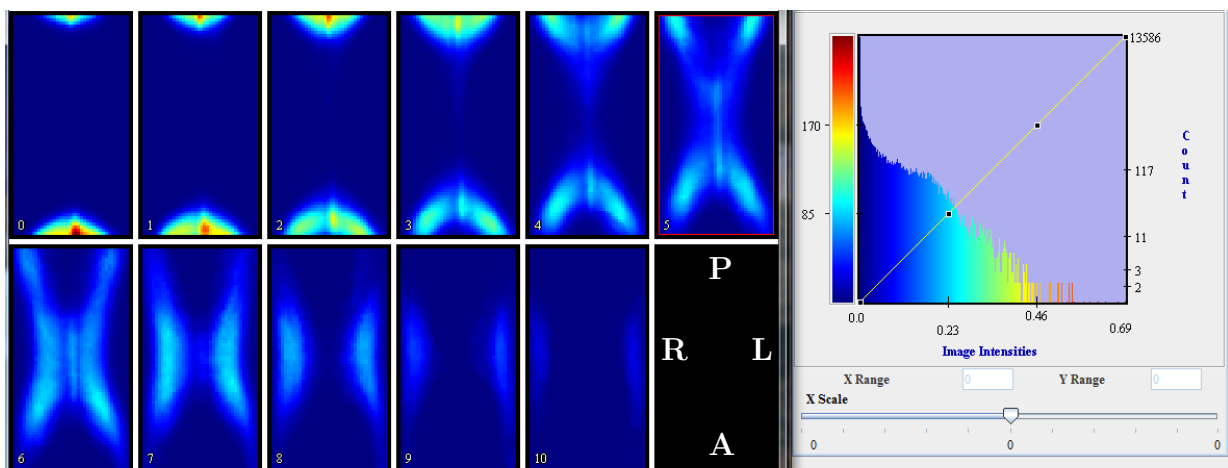 0 1 2 3 4 5
6 7 8 9 10
P
R L
A
13586
170
117
85
11
3
2
Count
0.0 0.23 0.46 0.69
Image Intensities
X Range 0 Y Range 0
X Scale
0 0 0